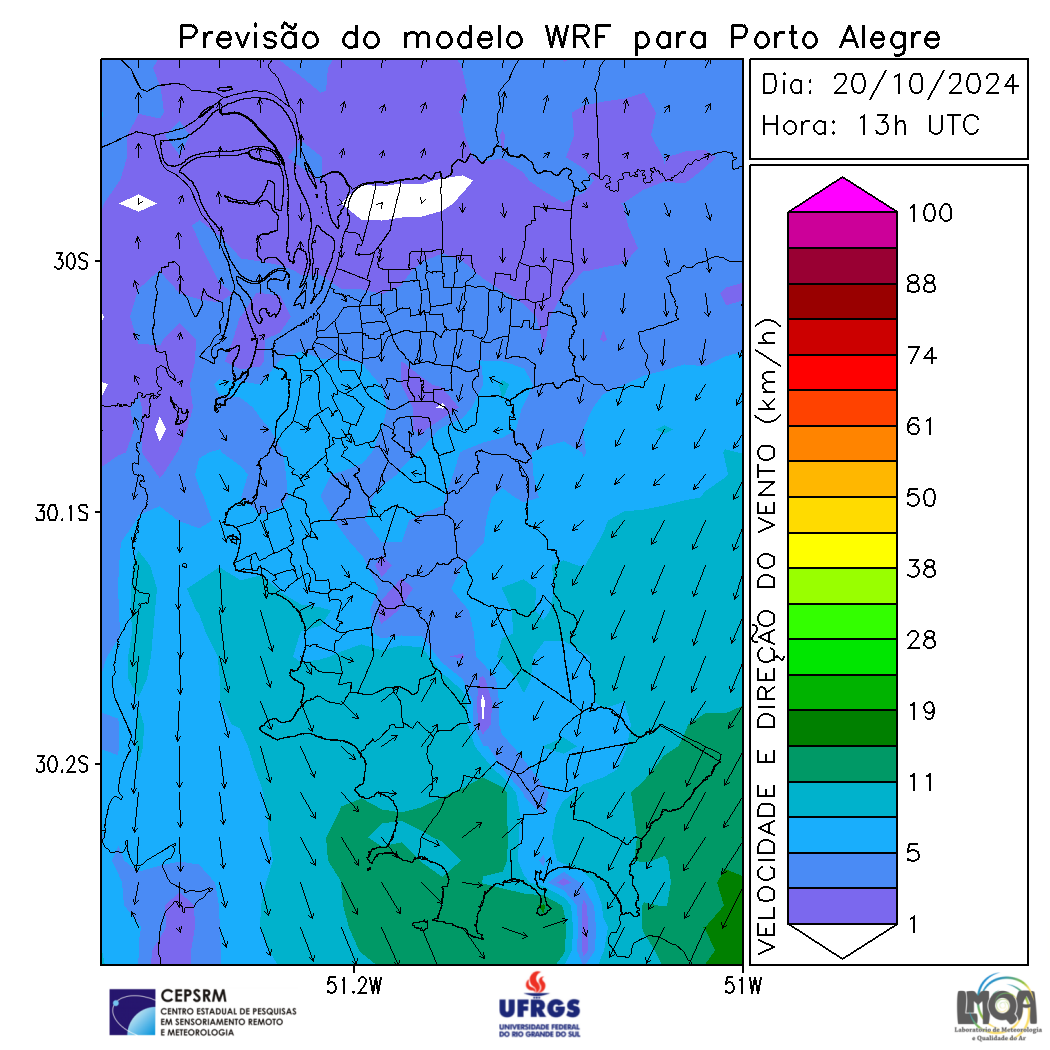 Previsão do modelo WRF para Porto Alegre
Dia: 20/10/2024
Hora: 13h UTC
30S
30.1S
30.2S
51.2W
51W
VELOCIDADE E DIREÇÃO DO VENTO (km/h)
100
88
74
61
50
38
28
19
11
5
1
CEPSRM
CENTRO ESTADUAL DE PESQUISAS
EM SENSORIAMENTO REMOTO
E METEOROLOGIA
UFRGS
UNIVERSIDADE FEDERAL
DO RIO GRANDE DO SUL
LMQA
Laboratório de Meteorologia
e Qualidade do Ar